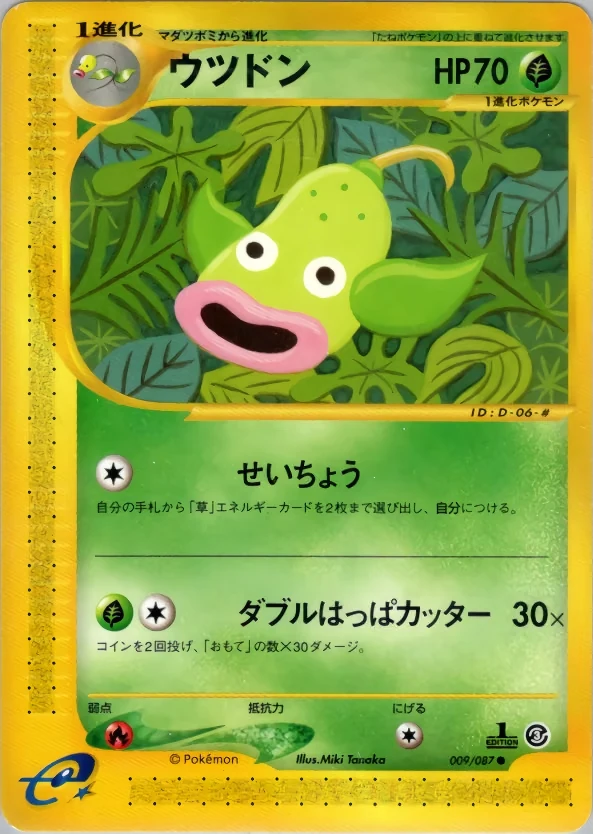 1進化
マダツボミから進化
「たねポケモン」の上に重ねて進化させます
ウツドン HP70
1進化ポケモン
ID:D-06-#
せいちょう
自分の手札から「草」エネルギーカードを2枚まで選び出し、自分につける。
ダブルはっぱカッター 30×
コインを2回投げ、「おもて」の数×30ダメージ。
弱点 抵抗力 にげる
1 EDITION
3
© Pokémon Illus.Miki Tanaka 009/087 ●
e